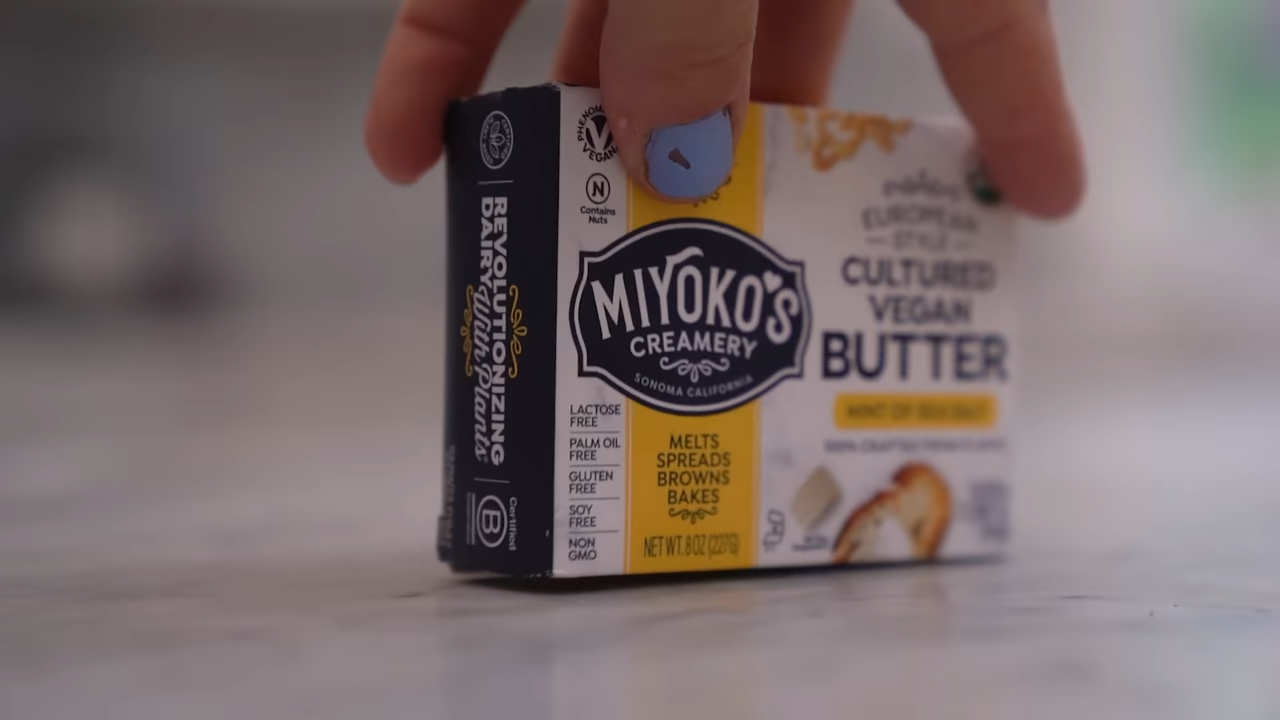 REVOLUTIONIZING
DAIRY With Plants
Certified
B
VEGAN
N
Contains
Nuts
MIYOKO'S
CREAMERY
SONOMA CALIFORNIA
LACTOSE
FREE
PALM OIL
FREE
GLUTEN
FREE
SOY
FREE
NON
GMO
MELTS
SPREADS
BROWNS
BAKES
NET WT. 8 OZ (227G)
EUROPEAN
STYLE
CULTURED
VEGAN
BUTTER
HINT OF SEA SALT